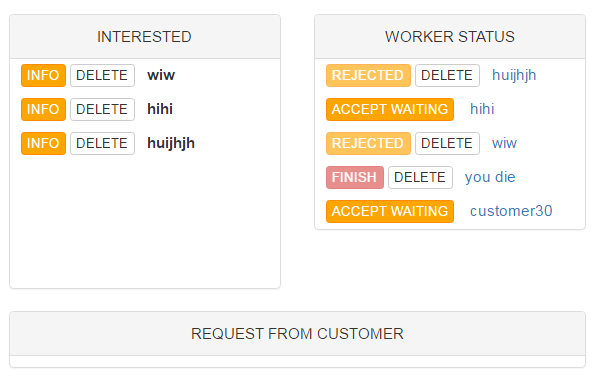 INTERESTED
INFO DELETE wiw
INFO DELETE hihi
INFO DELETE huijhjh
WORKER STATUS
REJECTED DELETE huijhjh
ACCEPT WAITING hihi
REJECTED DELETE wiw
FINISH DELETE you die
ACCEPT WAITING customer30
REQUEST FROM CUSTOMER